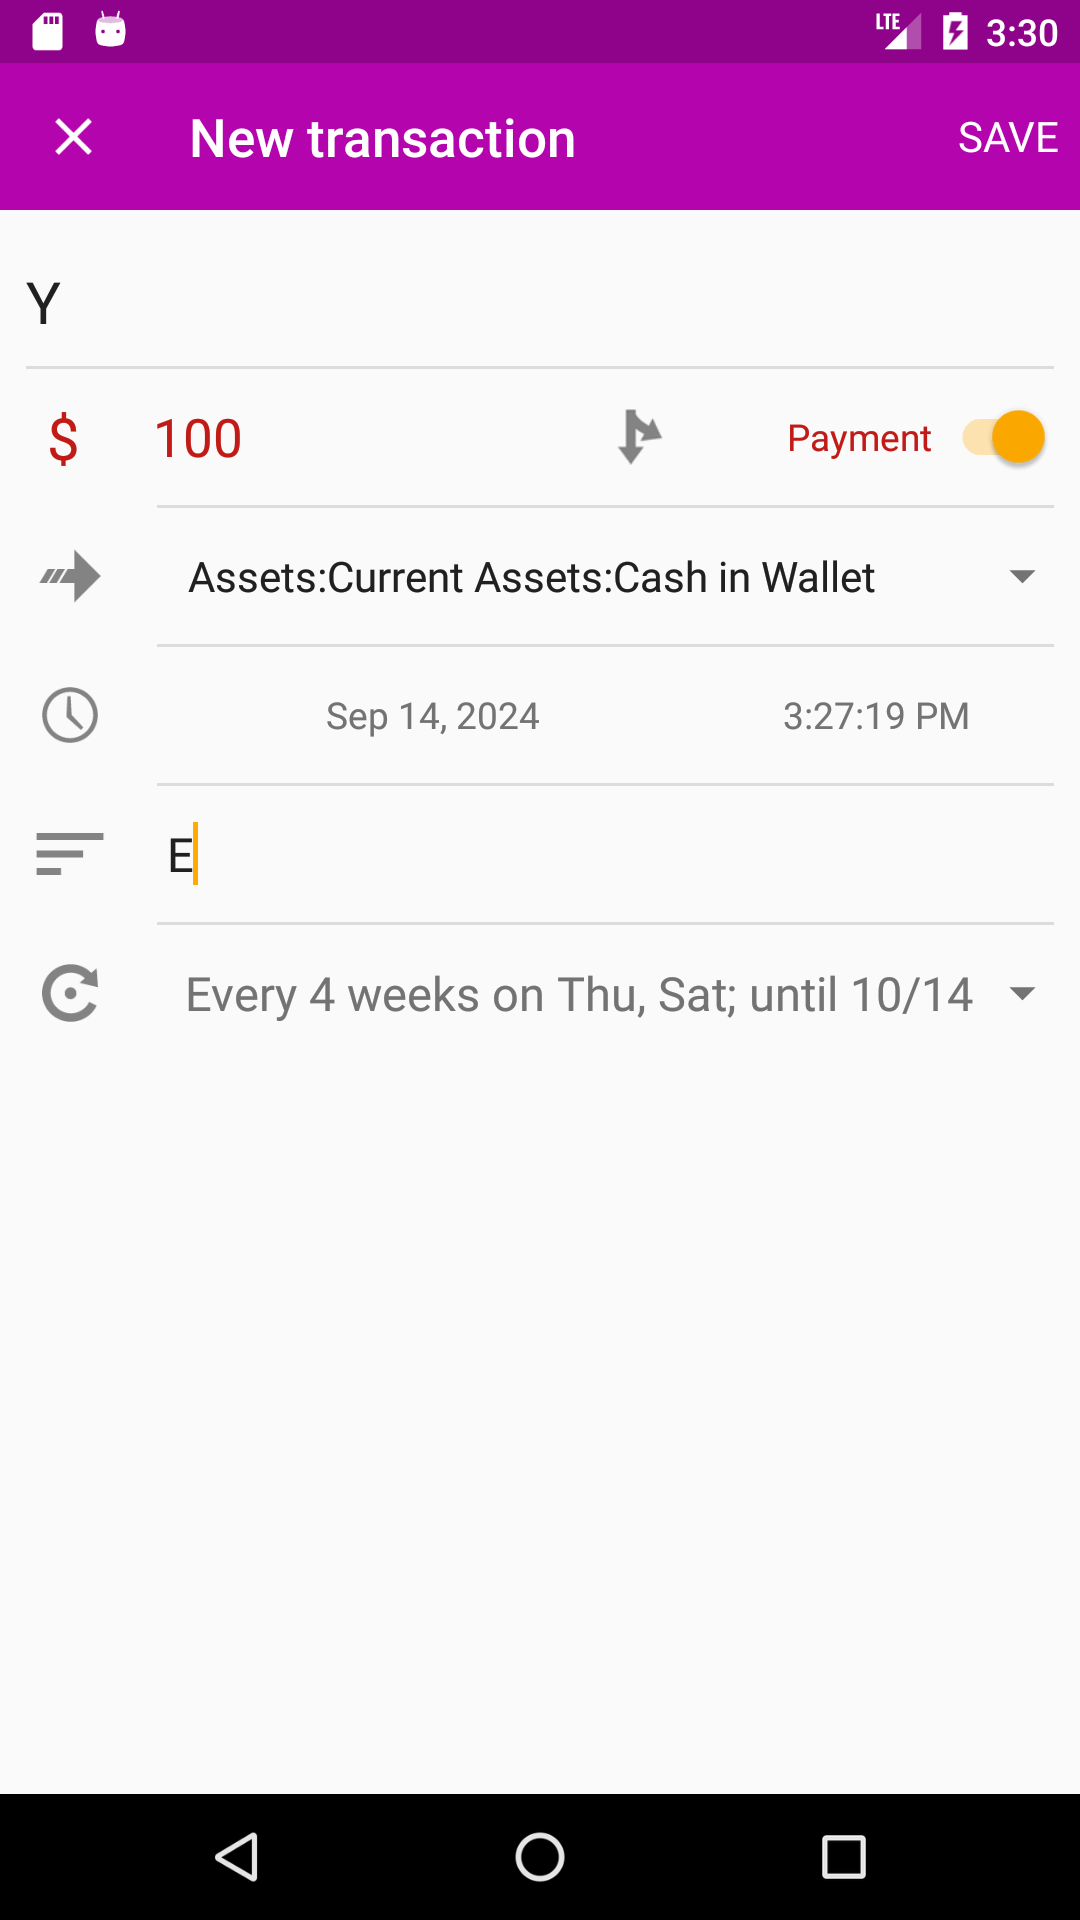 LTE 3:30
New transaction SAVE
Y
$ 100 Payment
Assets:Current Assets:Cash in Wallet
Sep 14, 2024 3:27:19 PM
E
Every 4 weeks on Thu, Sat; until 10/14